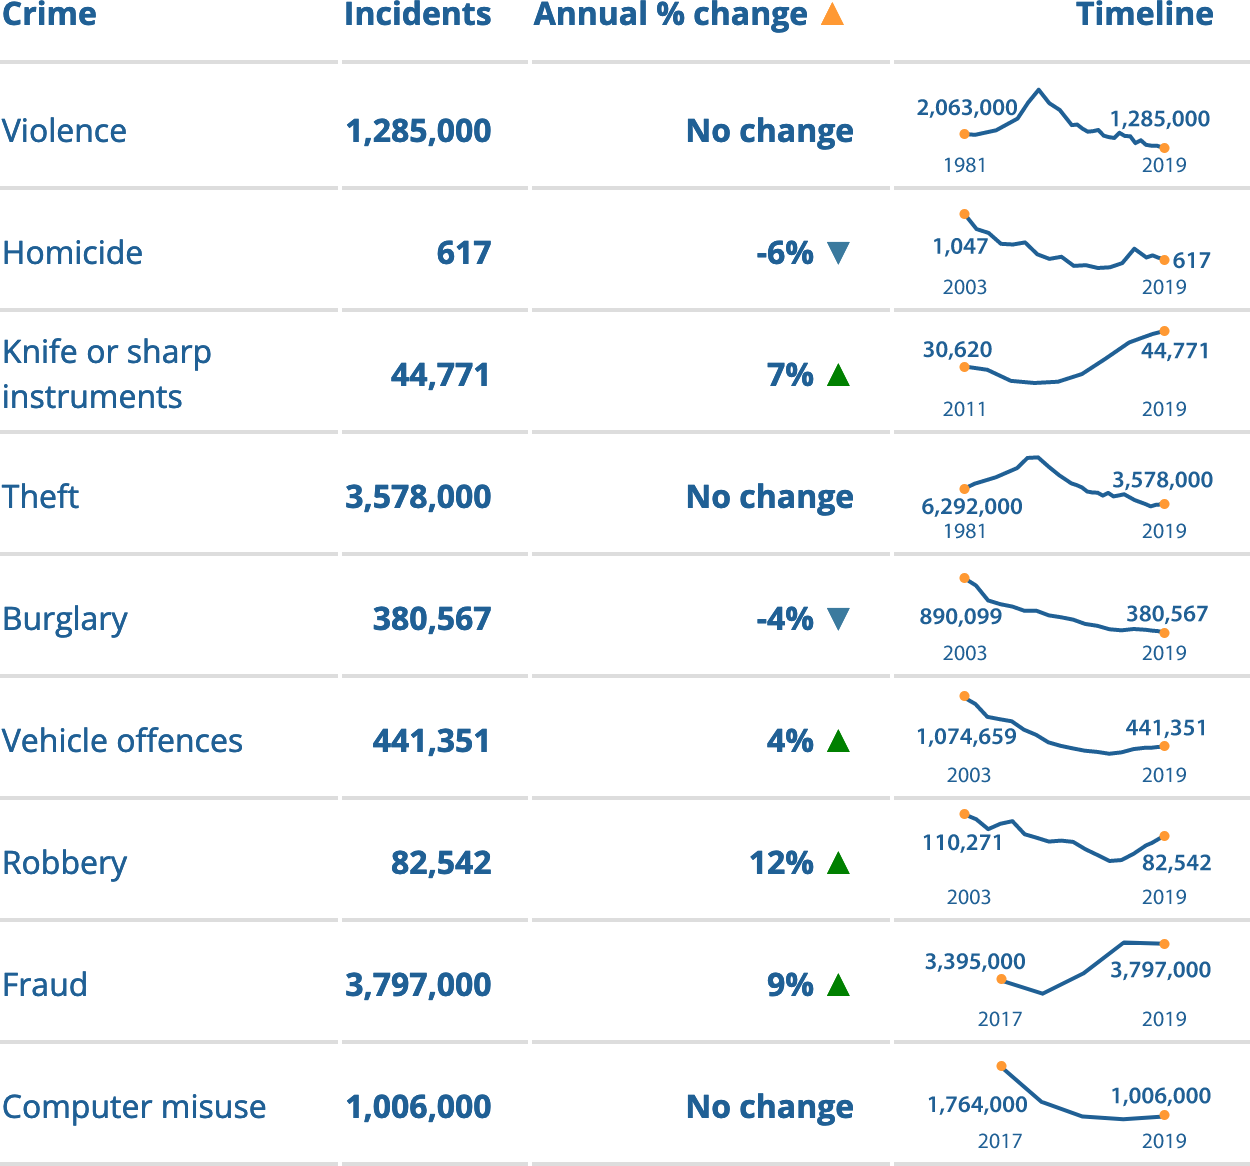 Crime Incidents Annual % change ▲ Timeline
Violence 1,285,000 No change 2,063,000 1,285,000
1981 2019
Homicide 617 -6% ▼ 1,047 617
2003 2019
Knife or sharp
instruments 44,771 7% ▲ 30,620 44,771
2011 2019
Theft 3,578,000 No change 6,292,000 3,578,000
1981 2019
Burglary 380,567 -4% ▼ 890,099 380,567
2003 2019
Vehicle offences 441,351 4% ▲ 1,074,659 441,351
2003 2019
Robbery 82,542 12% ▲ 110,271 82,542
2003 2019
Fraud 3,797,000 9% ▲ 3,395,000 3,797,000
2017 2019
Computer misuse 1,006,000 No change 1,764,000 1,006,000
2017 2019